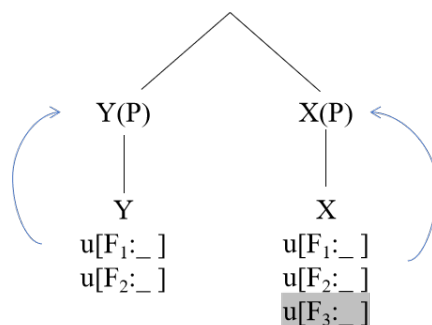 Y(P) X(P)
Y X
u[F₁:_ ] u[F₁:_ ]
u[F₂:_ ] u[F₂:_ ]
u[F₃:_ ]